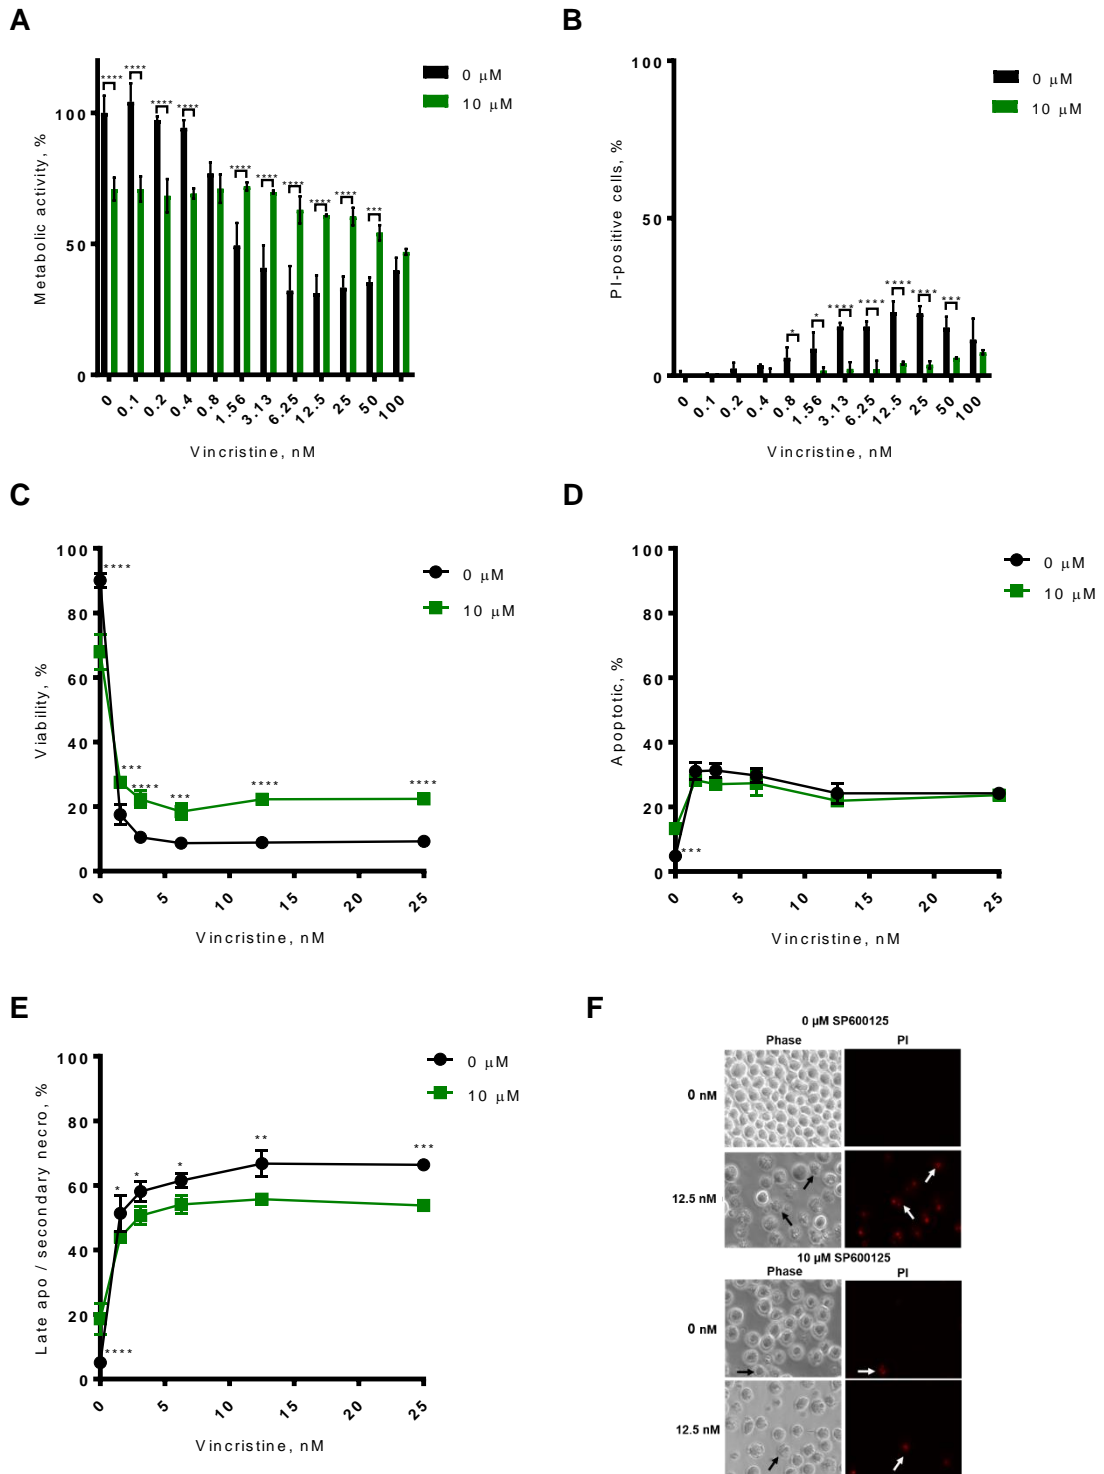 A
0 µM
10 µM
Metabolic activity, %
100
50
0
**** **** **** **** **** **** **** **** **** ***
0 0.1 0.2 0.4 0.8 1.56 3.13 6.25 12.5 25 50 100
Vincristine, nM
B
0 µM
10 µM
PI-positive cells, %
100
50
0
* * **** **** **** **** ***
0 0.1 0.2 0.4 0.8 1.56 3.13 6.25 12.5 25 50 100
Vincristine, nM
C
0 µM
10 µM
Viability, %
100
80
60
40
20
0
**** *** **** *** **** ****
0 5 10 15 20 25
Vincristine, nM
D
0 µM
10 µM
Apoptotic, %
100
80
60
40
20
0
***
0 5 10 15 20 25
Vincristine, nM
E
0 µM
10 µM
Late apo / secondary necro, %
100
80
60
40
20
0
**** * * * ** ***
0 5 10 15 20 25
Vincristine, nM
F
0 µM SP600125
Phase PI
0 nM
12.5 nM
10 µM SP600125
Phase PI
0 nM
12.5 nM